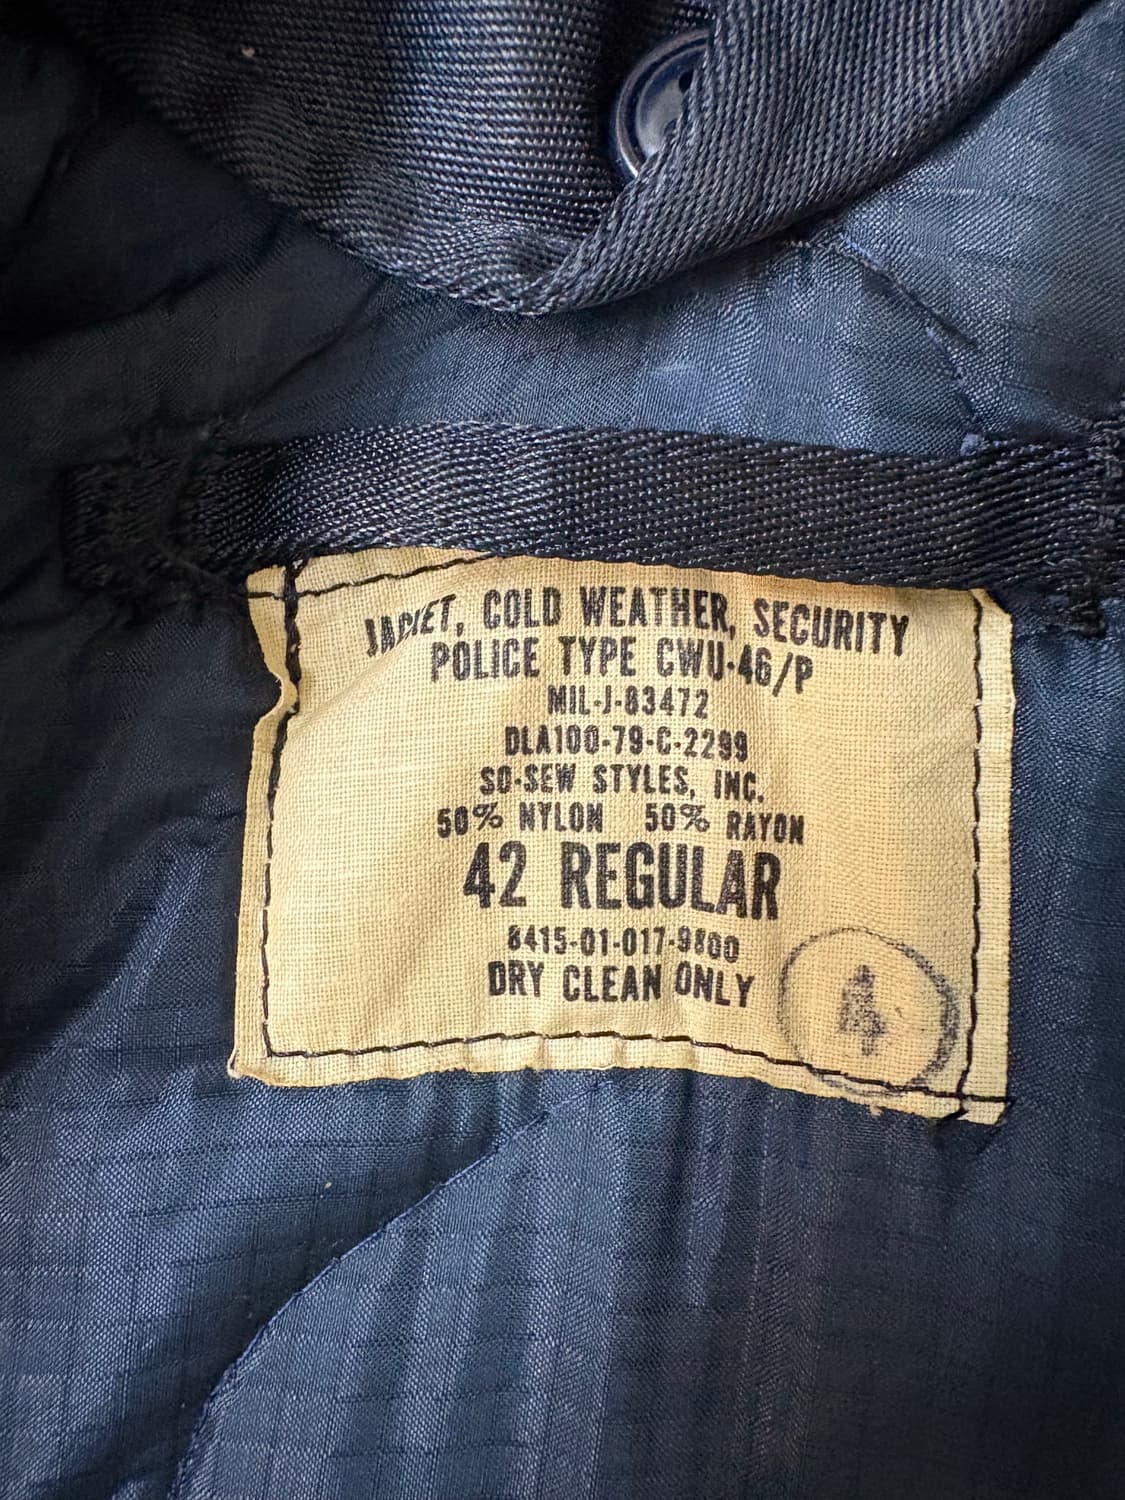 JACKET, COLD WEATHER, SECURITY
POLICE TYPE CWU-46/P
MIL-J-83472
DLA100-79-C-2299
SO-SEW STYLES, INC.
50% NYLON 50% RAYON
42 REGULAR
8415-01-017-9800
DRY CLEAN ONLY
4